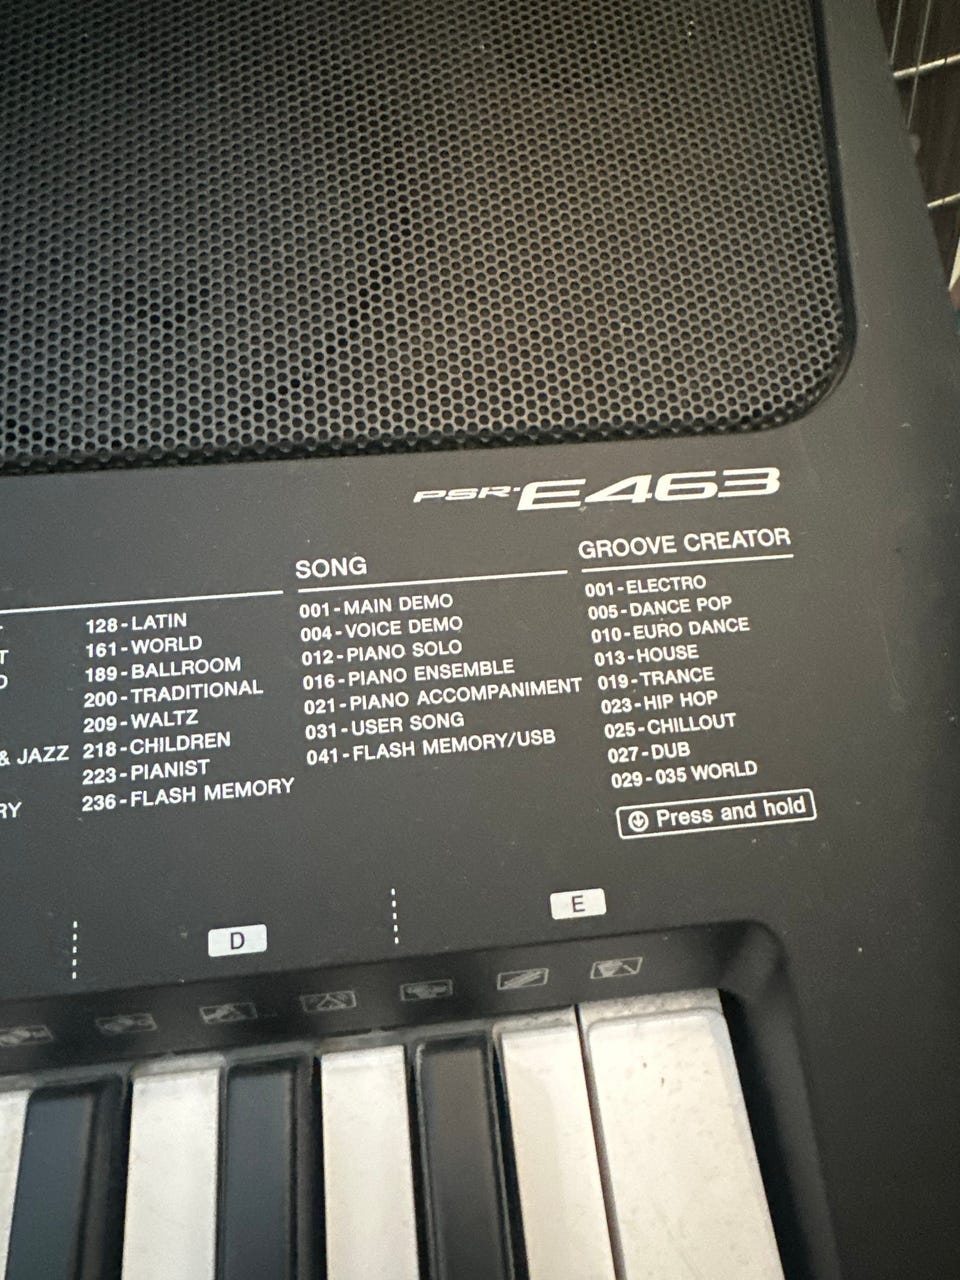 PSR-E463
128-LATIN
161-WORLD
189-BALLROOM
200-TRADITIONAL
209-WALTZ
& JAZZ 218-CHILDREN
223-PIANIST
RY 236-FLASH MEMORY
SONG
001-MAIN DEMO
004-VOICE DEMO
012-PIANO SOLO
016-PIANO ENSEMBLE
021-PIANO ACCOMPANIMENT
031-USER SONG
041-FLASH MEMORY/USB
GROOVE CREATOR
001-ELECTRO
005-DANCE POP
010-EURO DANCE
013-HOUSE
019-TRANCE
023-HIP HOP
025-CHILLOUT
027-DUB
029-035 WORLD
Press and hold
D
E